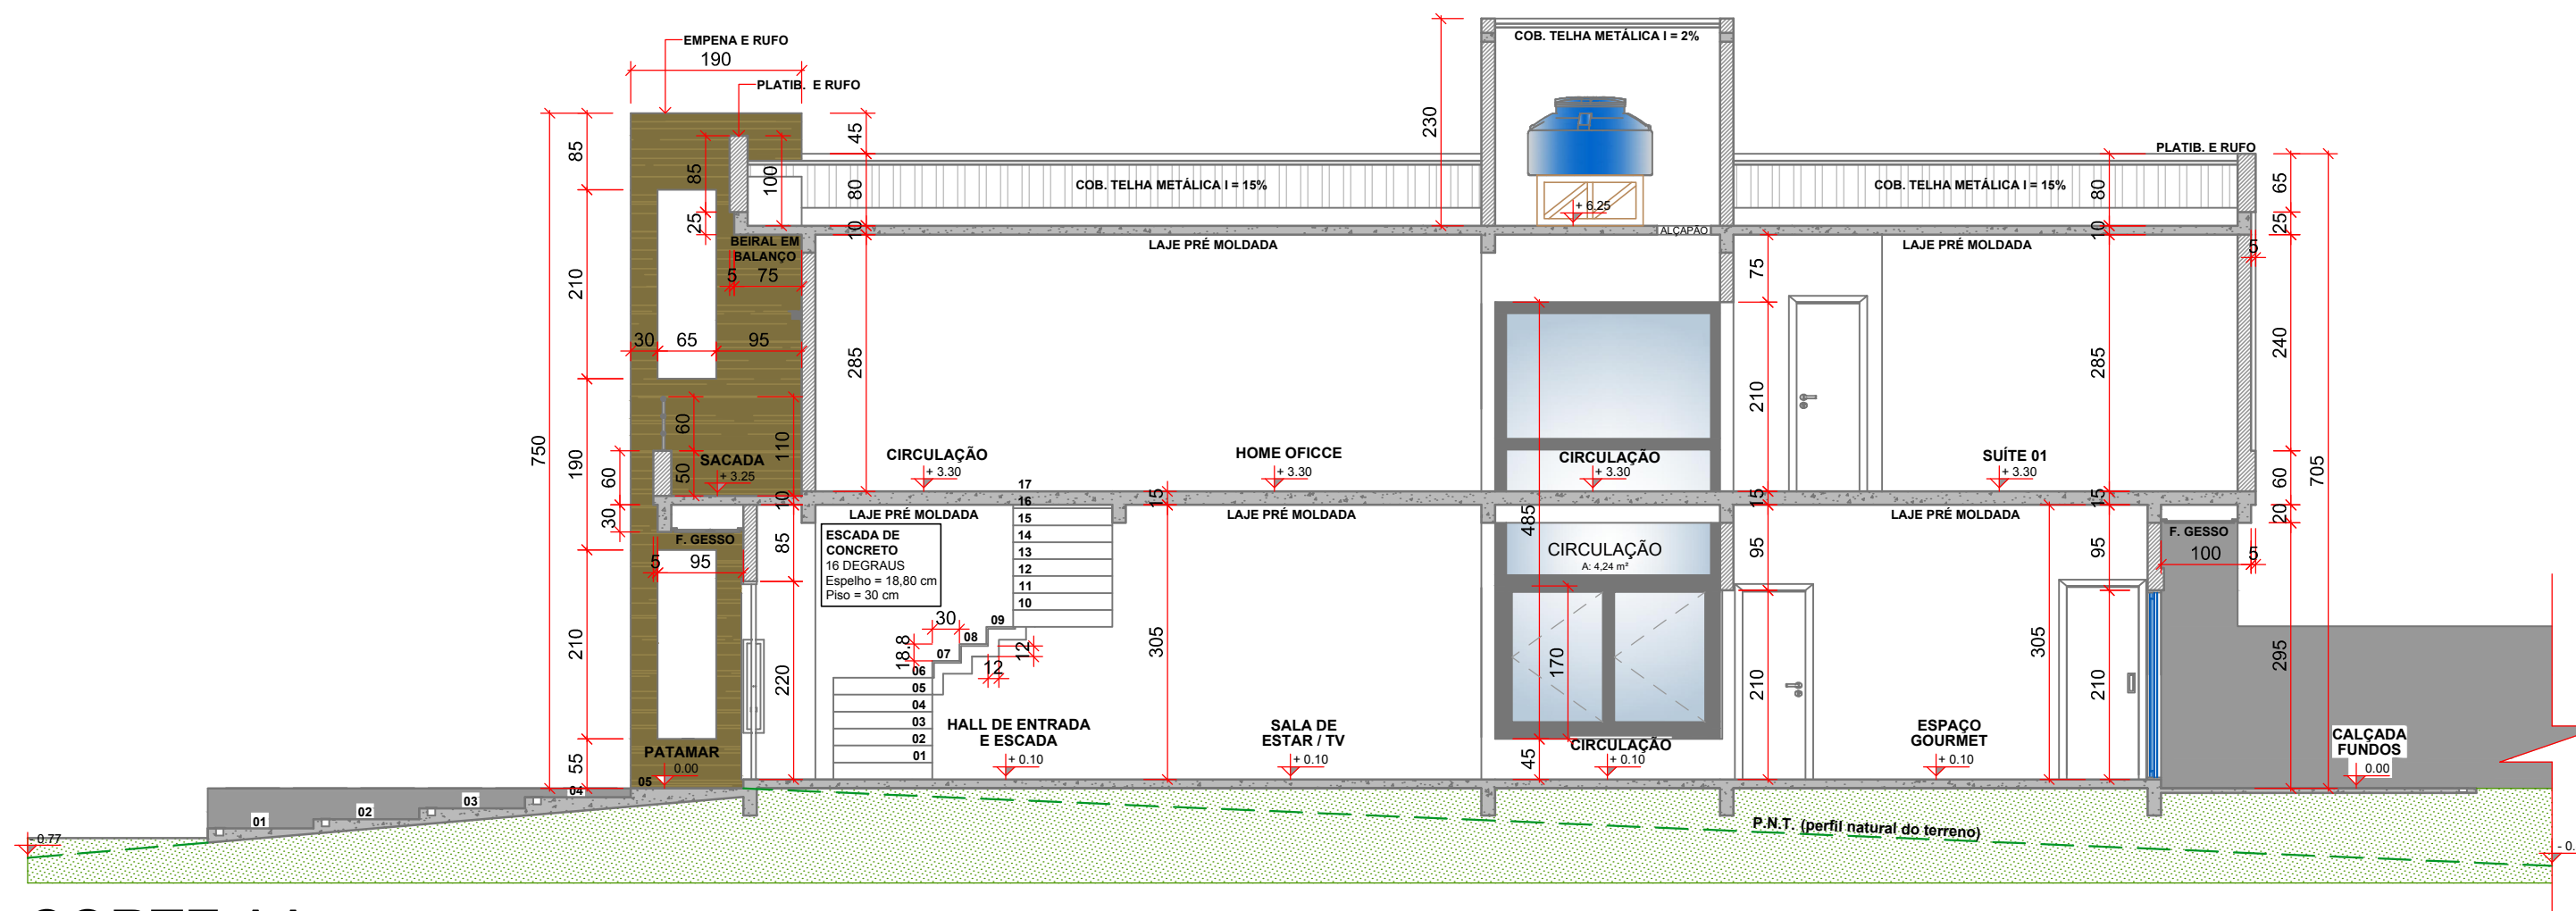 EMPENA E RUFO
190
PLATIB. E RUFO
COB. TELHA METÁLICA I = 2%
230
45
85
85
100
80
25
10
COB. TELHA METÁLICA I = 15%
+ 6.25
ALÇAPÃO
PLATIB. E RUFO
COB. TELHA METÁLICA I = 15%
80
10
65
25
5
BEIRAL EM
BALANÇO
5
75
LAJE PRÉ MOLDADA
LAJE PRÉ MOLDADA
750
210
30
65
95
285
75
210
285
240
705
190
60
30
60
50
110
10
SACADA
+ 3.25
CIRCULAÇÃO
+ 3.30
HOME OFICCE
+ 3.30
CIRCULAÇÃO
+ 3.30
SUÍTE 01
+ 3.30
60
15
15
15
20
17
16
15
14
13
12
11
10
09
08
07
06
05
04
03
02
01
LAJE PRÉ MOLDADA
LAJE PRÉ MOLDADA
LAJE PRÉ MOLDADA
F. GESSO
5
95
85
220
ESCADA DE
CONCRETO
16 DEGRAUS
Espelho = 18,80 cm
Piso = 30 cm
30
18.8
12
12
305
485
CIRCULAÇÃO
A: 4,24 m²
170
45
95
210
305
95
210
F. GESSO
100
5
295
210
55
PATAMAR
0.00
HALL DE ENTRADA
E ESCADA
+ 0.10
SALA DE
ESTAR / TV
+ 0.10
CIRCULAÇÃO
+ 0.10
ESPAÇO
GOURMET
+ 0.10
CALÇADA
FUNDOS
0.00
01
02
03
04
05
- 0.77
P.N.T. (perfil natural do terreno)
- 0.